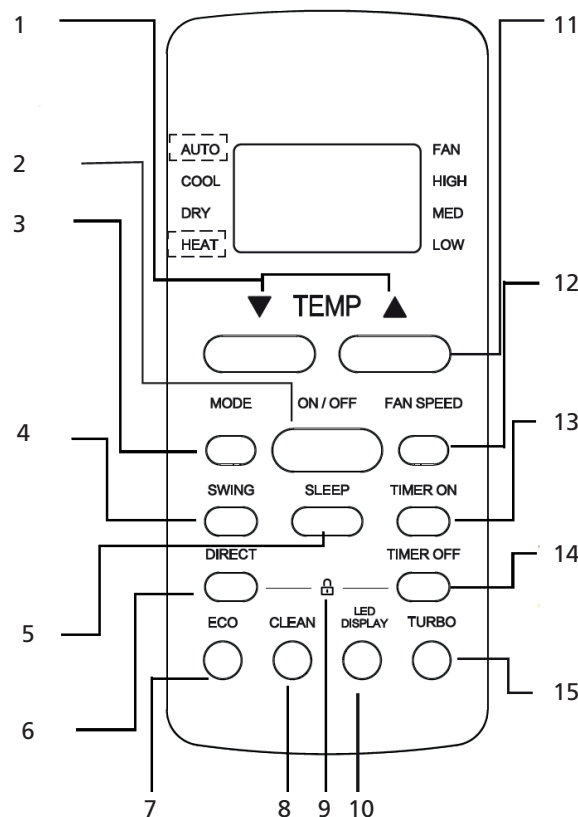 1
11
AUTO
FAN
2
COOL
HIGH
DRY
MED
3
HEAT
LOW
▼ TEMP ▲
12
MODE
ON / OFF
FAN SPEED
4
13
SWING
SLEEP
TIMER ON
DIRECT
TIMER OFF
14
5
ECO
CLEAN
LED
DISPLAY
TURBO
6
15
7
8
9
10